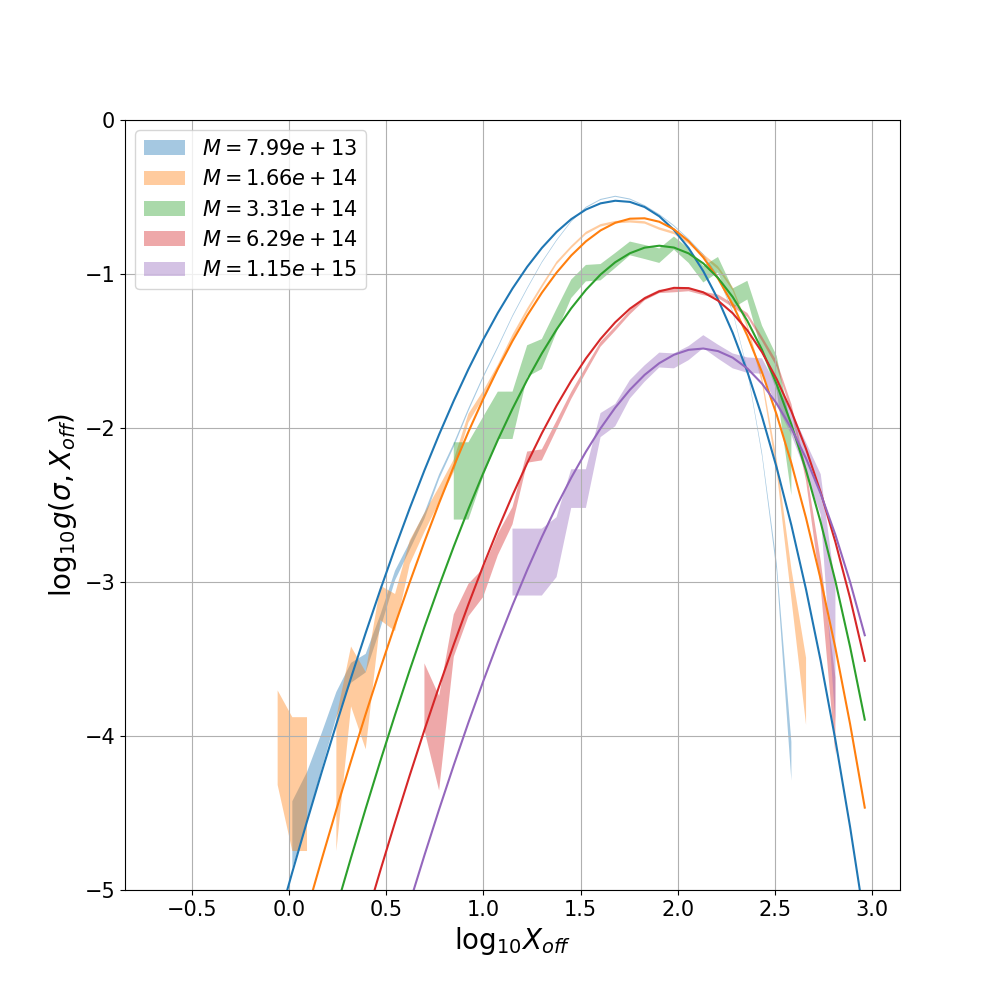 0
−1
−2
−3
−4
−5
log₁₀g(σ, X_off)
M = 7.99e + 13
M = 1.66e + 14
M = 3.31e + 14
M = 6.29e + 14
M = 1.15e + 15
−0.5 0.0 0.5 1.0 1.5 2.0 2.5 3.0
log₁₀X_off